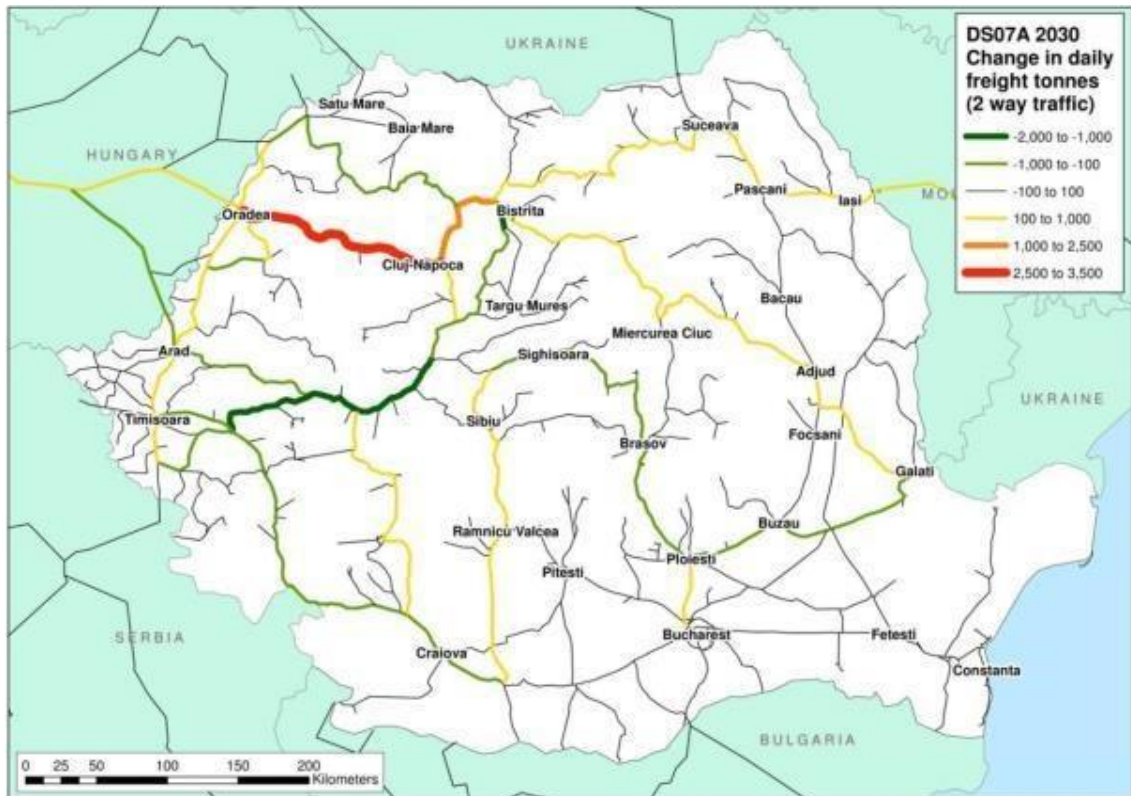 UKRAINE
DS07A 2030
Change in daily
freight tonnes
(2 way traffic)
-2,000 to -1,000
-1,000 to -100
-100 to 100
100 to 1,000
1,000 to 2,500
2,500 to 3,500
Satu Mare
Baia Mare
Suceava
HUNGARY
Pascani
Iasi
MOL
Oradea
Bistrita
Cluj-Napoca
Targu Mures
Bacau
Miercurea Ciuc
Arad
Sighisoara
Adjud
UKRAINE
Timisoara
Sibiu
Focsani
Brasov
Galati
Buzau
Ramnicu Valcea
Ploiesti
Pitesti
SERBIA
Bucharest
Fetesti
Craiova
Constanta
BULGARIA
0 25 50 100 150 200
Kilometers